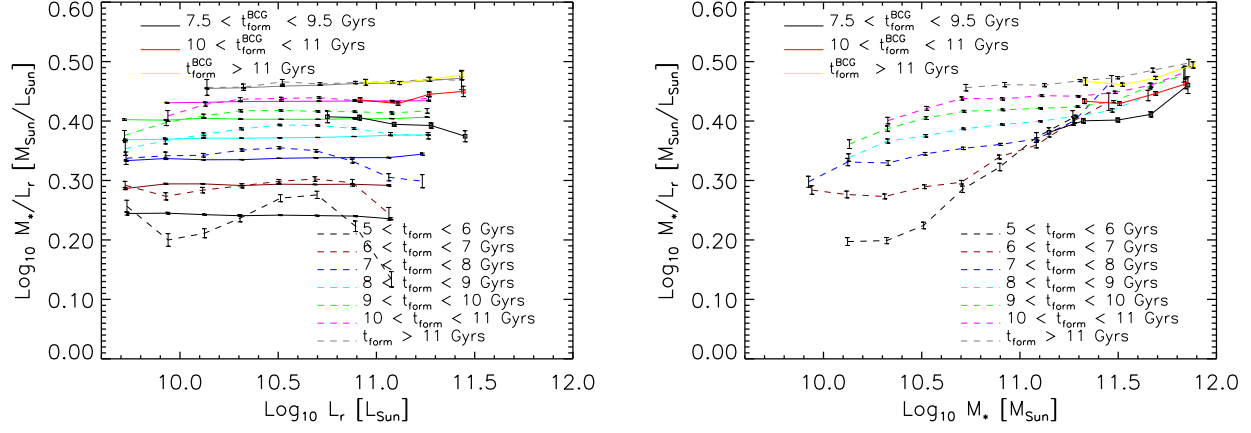 0.60
0.50
0.40
0.30
0.20
0.10
0.00
Log10 M*/Lr [MSun/LSun]
7.5 < tformBCG < 9.5 Gyrs
10 < tformBCG < 11 Gyrs
tformBCG > 11 Gyrs
5 < tform < 6 Gyrs
6 < tform < 7 Gyrs
7 < tform < 8 Gyrs
8 < tform < 9 Gyrs
9 < tform < 10 Gyrs
10 < tform < 11 Gyrs
tform > 11 Gyrs
10.0 10.5 11.0 11.5 12.0
Log10 Lr [LSun]
0.60
0.50
0.40
0.30
0.20
0.10
0.00
Log10 M*/Lr [MSun/LSun]
7.5 < tformBCG < 9.5 Gyrs
10 < tformBCG < 11 Gyrs
tformBCG > 11 Gyrs
5 < tform < 6 Gyrs
6 < tform < 7 Gyrs
7 < tform < 8 Gyrs
8 < tform < 9 Gyrs
9 < tform < 10 Gyrs
10 < tform < 11 Gyrs
tform > 11 Gyrs
10.0 10.5 11.0 11.5 12.0
Log10 M* [MSun]